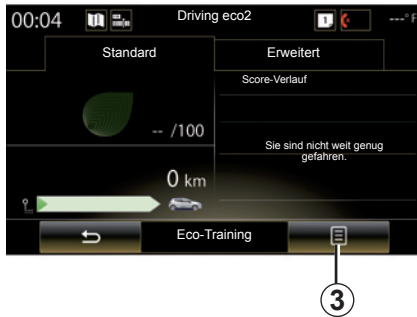 00:04
Driving eco2
1
---°F
Standard
Erweitert
Score-Verlauf
-- /100
Sie sind nicht weit genug
gefahren.
0 km
Eco-Training
3